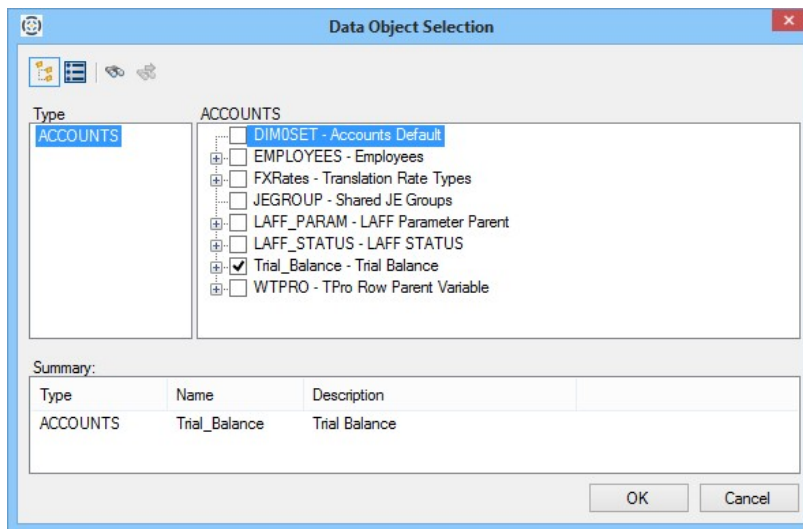 Data Object Selection
Type
ACCOUNTS
ACCOUNTS
DIM0SET - Accounts Default
EMPLOYEES - Employees
FXRates - Translation Rate Types
JEGROUP - Shared JE Groups
LAFF_PARAM - LAFF Parameter Parent
LAFF_STATUS - LAFF STATUS
Trial_Balance - Trial Balance
WTPRO - TPro Row Parent Variable
Summary:
Type Name Description
ACCOUNTS Trial_Balance Trial Balance
OK Cancel